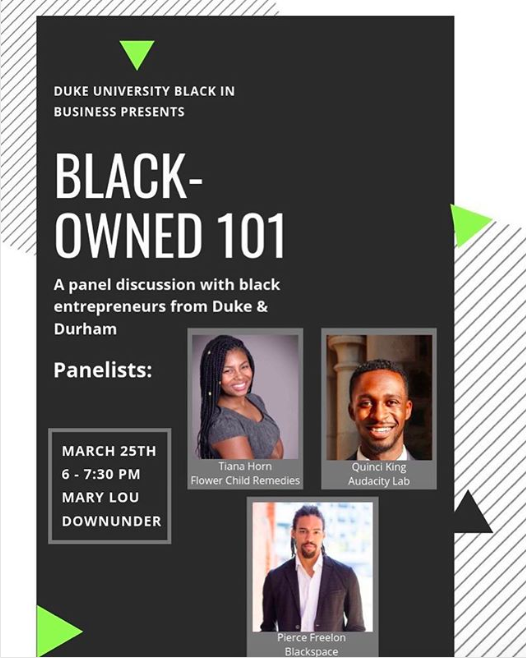 DUKE UNIVERSITY BLACK IN
BUSINESS PRESENTS
BLACK-
OWNED 101
A panel discussion with black
entrepreneurs from Duke &
Durham
Panelists:
MARCH 25TH
6 - 7:30 PM
MARY LOU
DOWNUNDER
Tiana Horn
Flower Child Remedies
Quinci King
Audacity Lab
Pierce Freelon
Blackspace